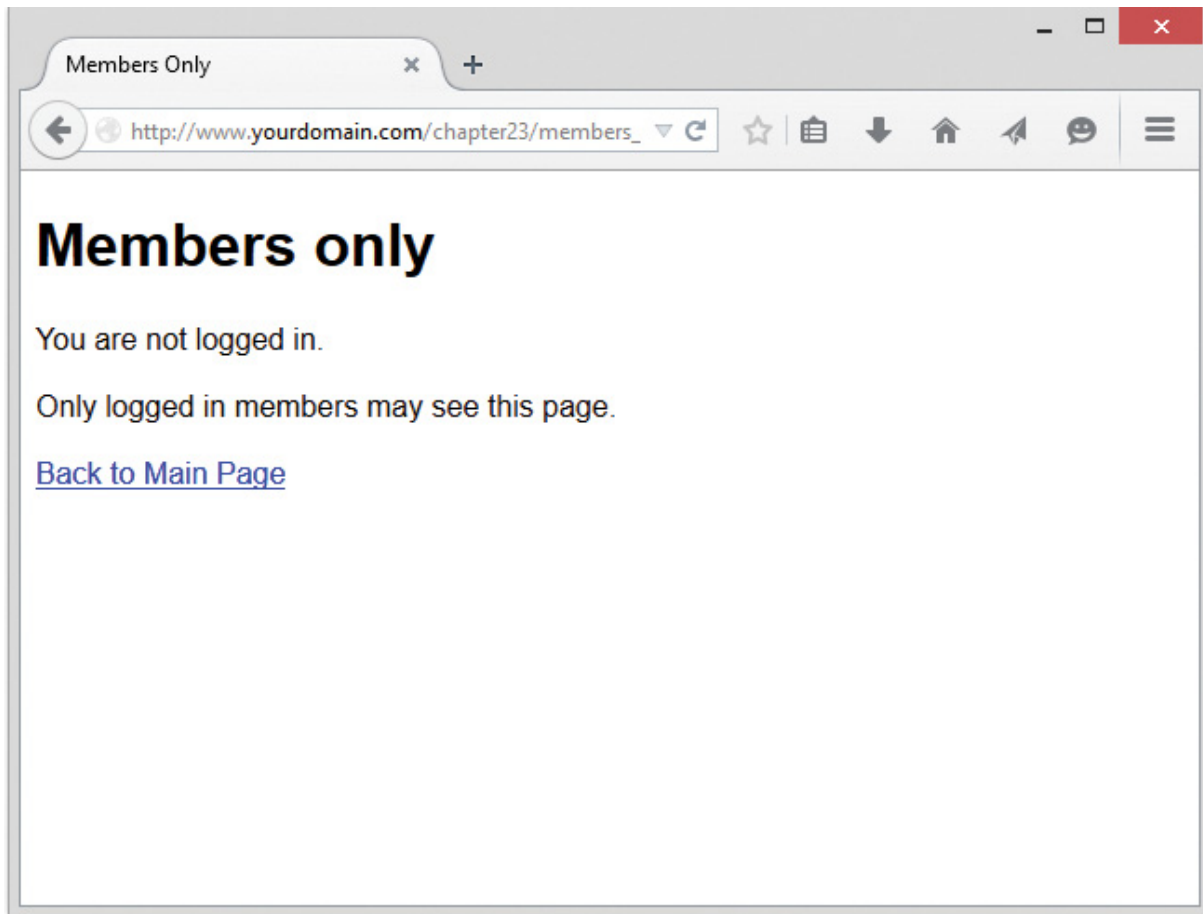 Members Only
http://www.yourdomain.com/chapter23/members_
Members only
You are not logged in.
Only logged in members may see this page.
Back to Main Page